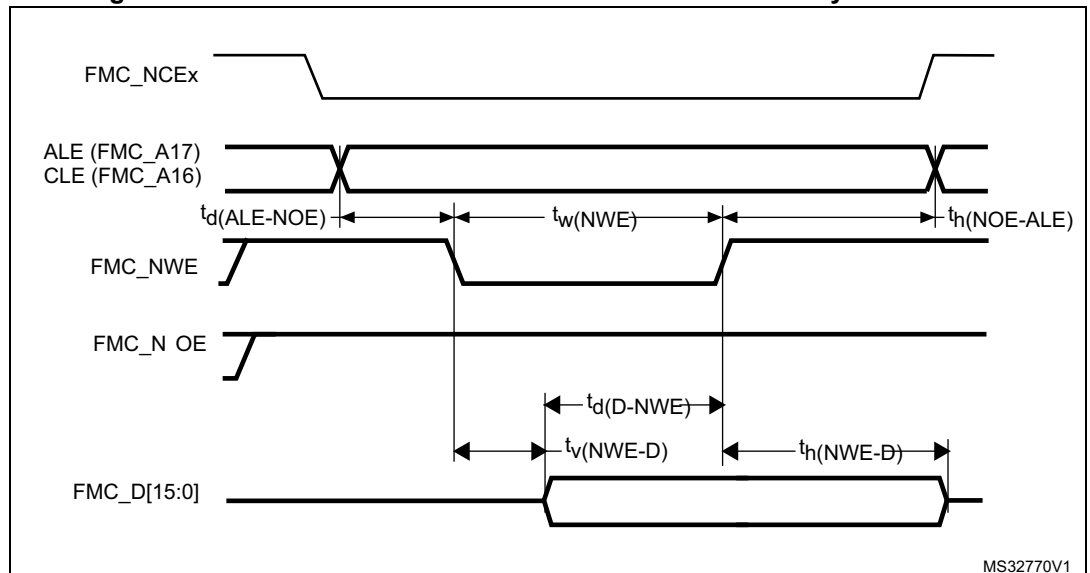 FMC_NCEx
ALE (FMC_A17)
CLE (FMC_A16)
td(ALE-NOE)
tw(NWE)
th(NOE-ALE)
FMC_NWE
FMC_N OE
td(D-NWE)
tv(NWE-D)
th(NWE-D)
FMC_D[15:0]
MS32770V1